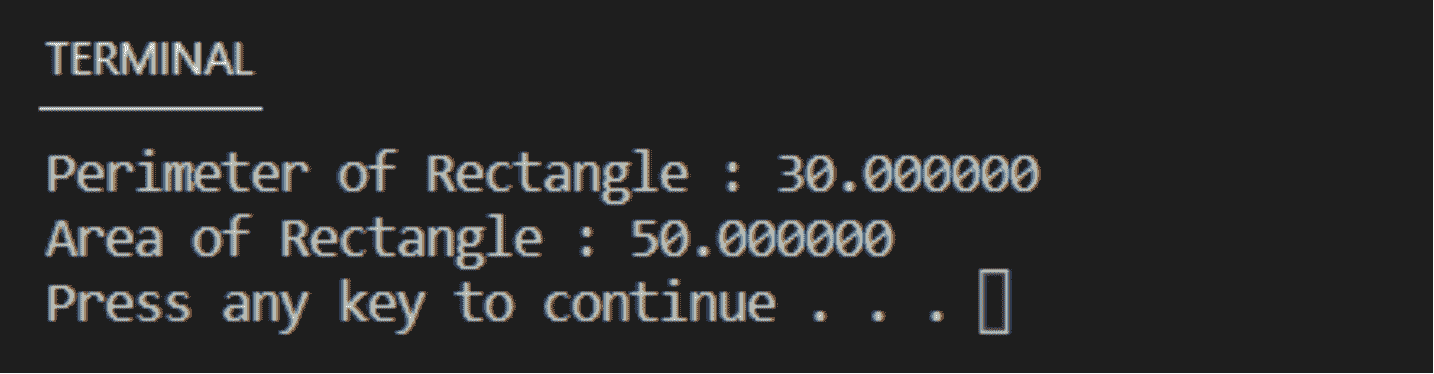 TERMINAL
Perimeter of Rectangle : 30.000000
Area of Rectangle : 50.000000
Press any key to continue . . .